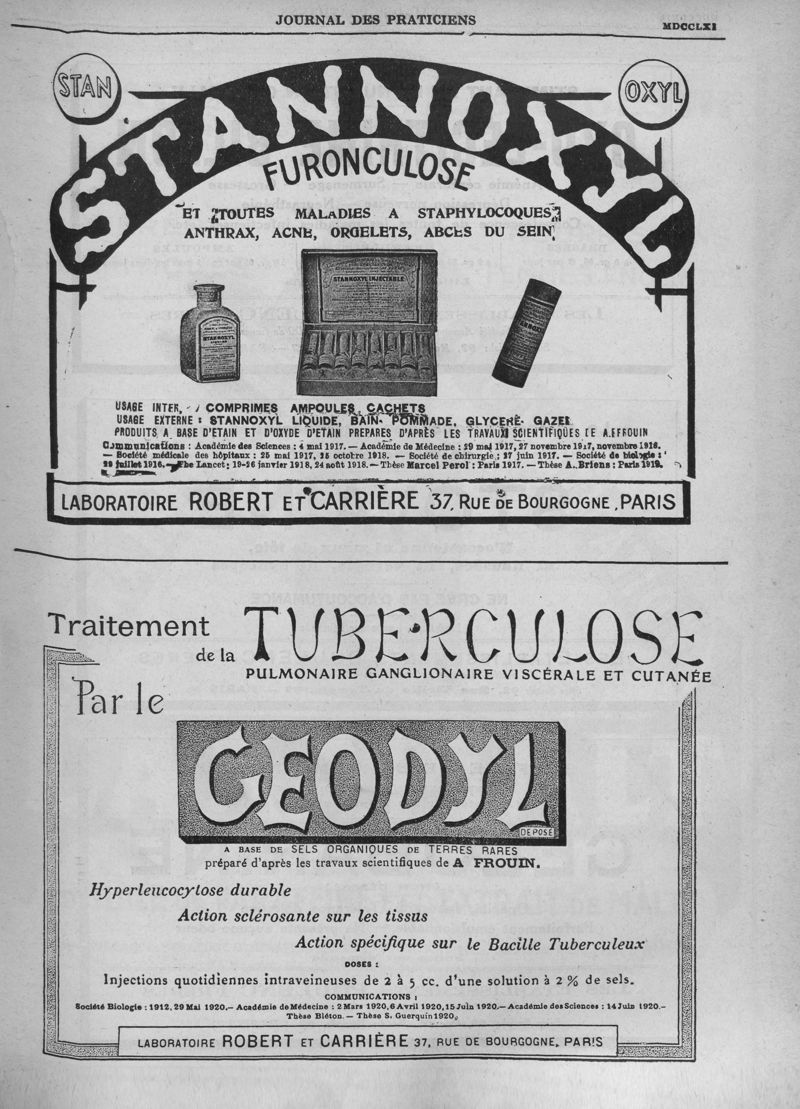 JOURNAL DES PRATICIENS
MDCCLXI
STAN
OXYL
STANNOXYL
FURONCULOSE
ET TOUTES MALADIES A STAPHYLOCOQUES
ANTHRAX, ACNE, ORGELETS, ABCES DU SEIN
STANNOXYL INJECTABLE
STANNOXYL
USAGE INTER. COMPRIMES AMPOULES, CACHETS
USAGE EXTERNE : STANNOXYL LIQUIDE, BAIN- POMMADE, GLYCERÉ- GAZE
PRODUITS A BASE D'ETAIN ET D'OXYDE D'ETAIN PREPARES D'APRÈS LES TRAVAUX SCIENTIFIQUES DE A.FFROUIN
Communications : Académie des Sciences : 4 mai 1917. — Académie de Médecine : 29 mai 1917, 27 novembre 1917, novembre 1918.
— Société médicale des hôpitaux : 25 mai 1917, 25 octobre 1918. — Société de chirurgie ; 27 juin 1917. — Société de biologie :
29 juillet 1916. — The Lancet; 19-26 janvier 1918, 24 août 1918. — Thèse Marcel Perol : Paris 1917. — Thèse A. Briens : Paris 1919.
LABORATOIRE ROBERT ET CARRIÈRE 37, RUE DE BOURGOGNE, PARIS
Traitement de la TUBERCULOSE
PULMONAIRE GANGLIONAIRE VISCÉRALE ET CUTANÉE
Par le
GEODYL
DEPOSE
A BASE DE SELS ORGANIQUES DE TERRES RARES
préparé d'après les travaux scientifiques de A FROUIN.
Hyperleucocytose durable
Action sclérosante sur les tissus
Action spécifique sur le Bacille Tuberculeux
DOSES :
Injections quotidiennes intraveineuses de 2 à 5 cc. d'une solution à 2 % de sels.
COMMUNICATIONS :
Société Biologie : 1912, 29 Mai 1920.— Académie de Médecine : 2 Mars 1920, 6 Avril 1920, 15 Juin 1920.— Académie des Sciences : 14 Juin 1920.—
Thèse Bléton. — Thèse S. Guerquin 1920.
LABORATOIRE ROBERT ET CARRIÈRE 37, RUE DE BOURGOGNE, PARIS